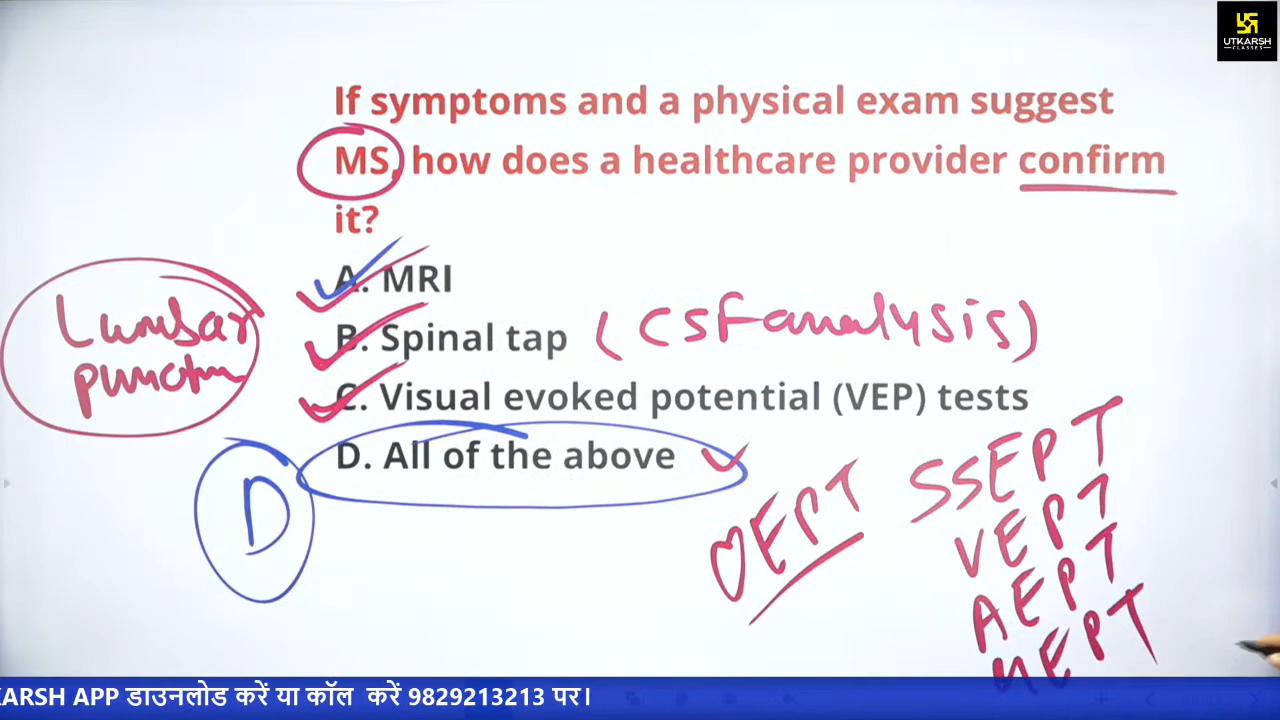 UTKARSH
CLASSES
If symptoms and a physical exam suggest
MS, how does a healthcare provider confirm
it?
A. MRI
B. Spinal tap (CSF analysis)
C. Visual evoked potential (VEP) tests
D. All of the above
Lumbar
D
OEPT
SSEPT
VEPT
AEPT
MEPT
KARSH APP डाउनलोड करें या कॉल करें 9829213213 पर।